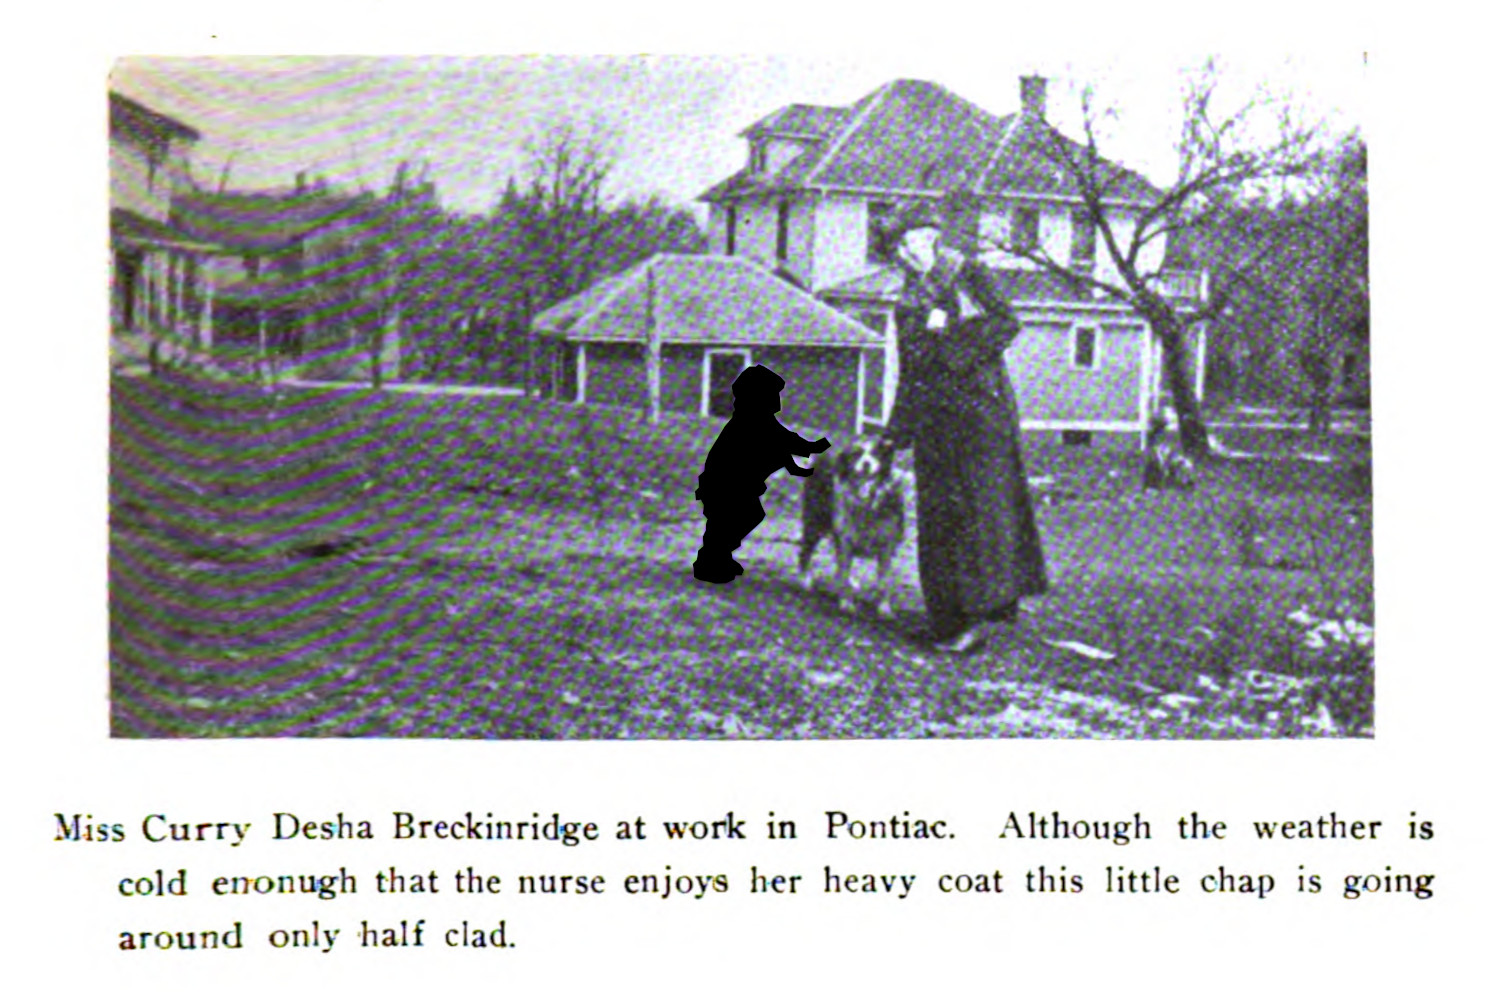 Miss Curry Desha Breckinridge at work in Pontiac. Although the weather is
cold enonugh that the nurse enjoys her heavy coat this little chap is going
around only half clad.